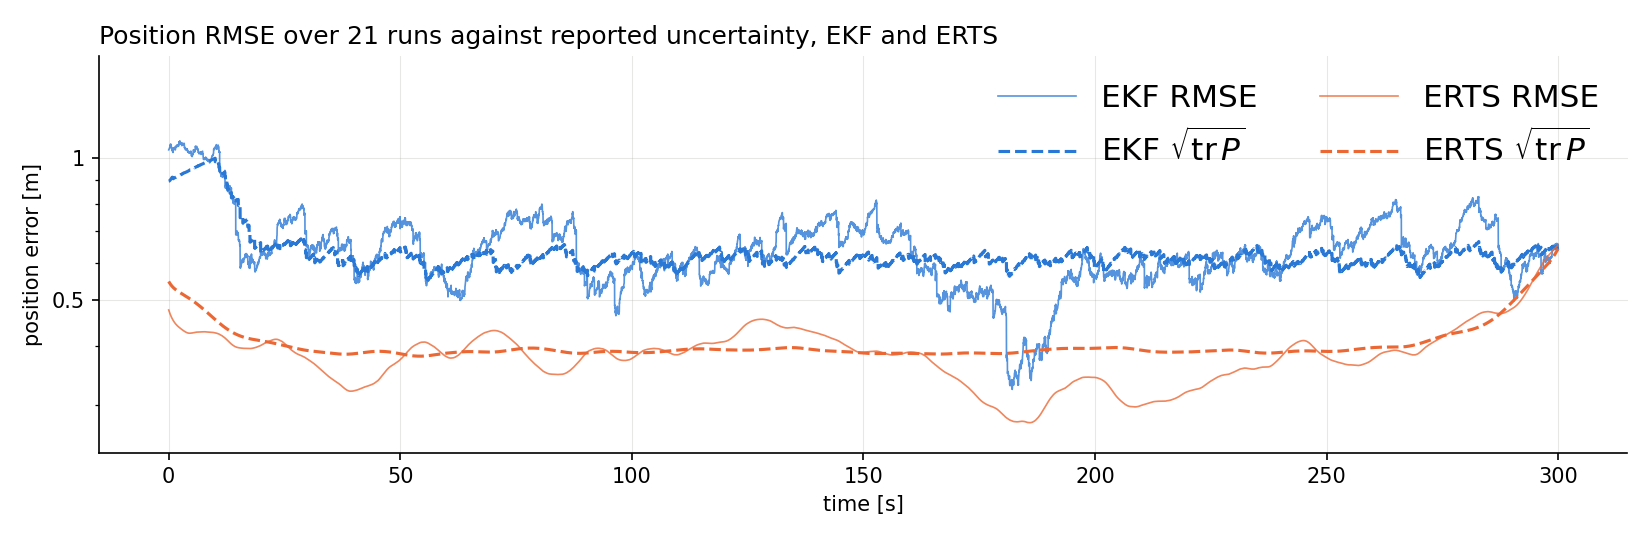 Position RMSE over 21 runs against reported uncertainty, EKF and ERTS
EKF RMSE
EKF √tr P
ERTS RMSE
ERTS √tr P
position error [m]
1
0.5
0 50 100 150 200 250 300
time [s]